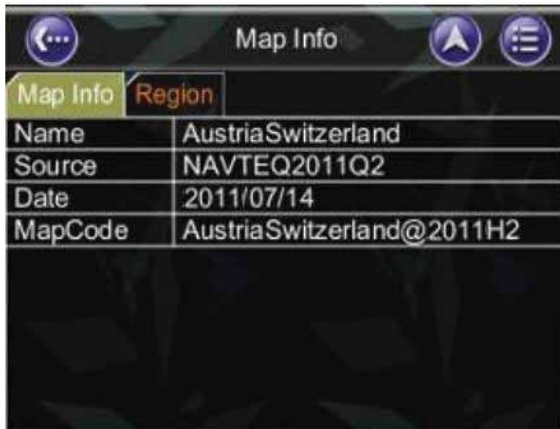 Map Info
Map Info Region
Name AustriaSwitzerland
Source NAVTEQ2011Q2
Date 2011/07/14
MapCode AustriaSwitzerland@2011H2